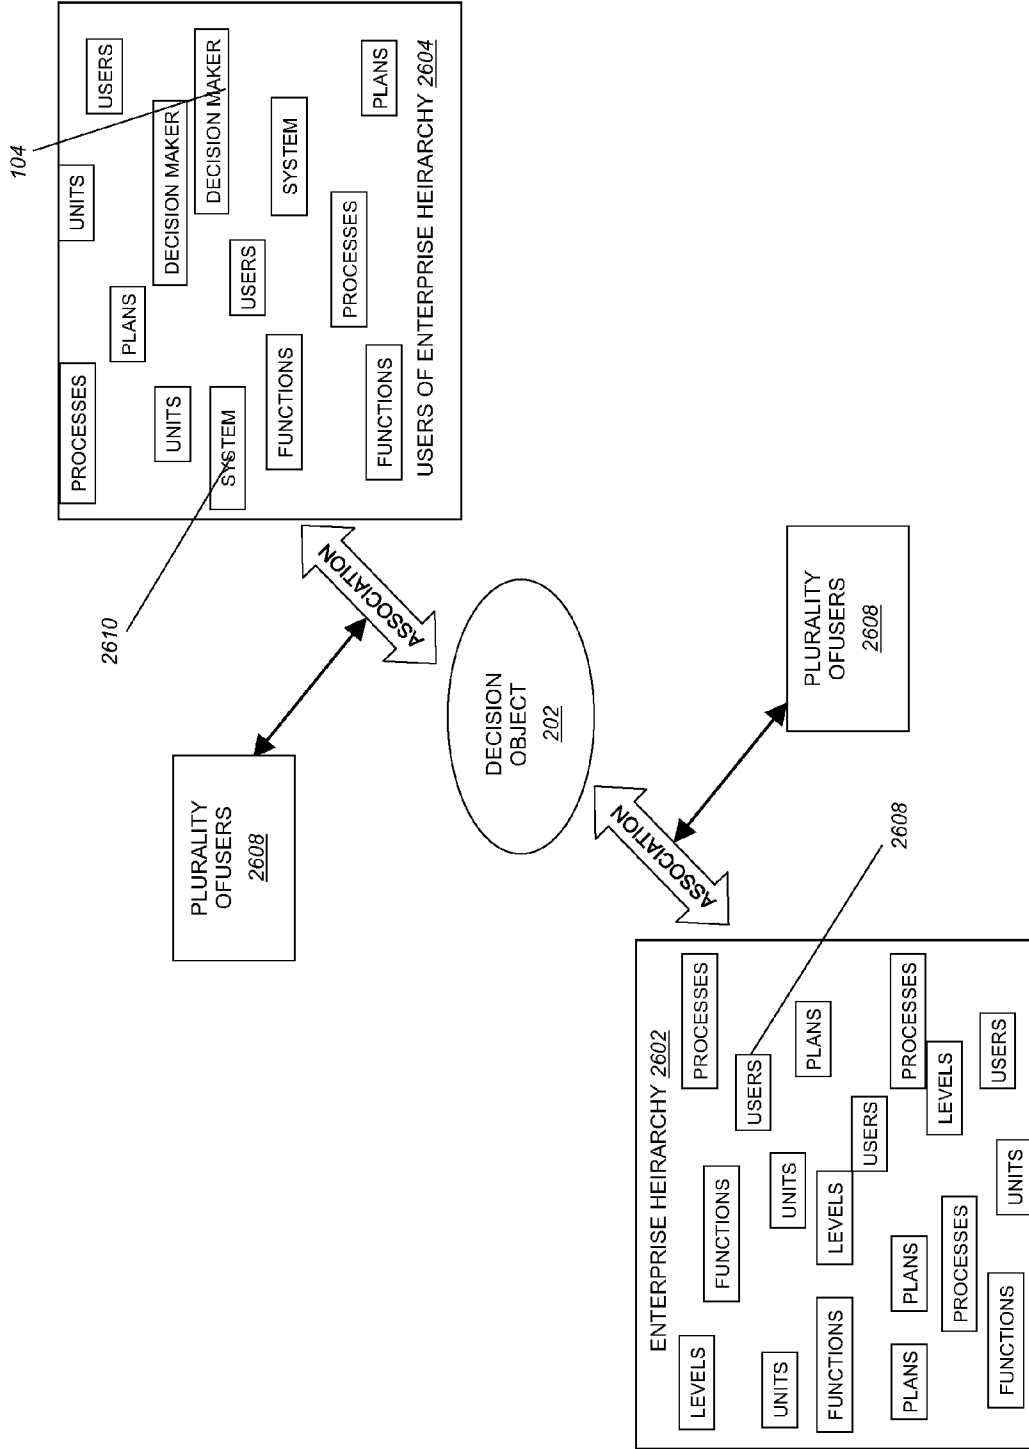 104
PROCESSES
UNITS
USERS
PLANS
UNITS
DECISION MAKER
DECISION MAKER
SYSTEM
USERS
FUNCTIONS
SYSTEM
PROCESSES
FUNCTIONS
PLANS
USERS OF ENTERPRISE HEIRARCHY 2604
2610
PLURALITY
OFUSERS
2608
ASSOCIATION
DECISION
OBJECT
202
ASSOCIATION
PLURALITY
OFUSERS
2608
2608
ENTERPRISE HEIRARCHY 2602
LEVELS
PROCESSES
FUNCTIONS
USERS
UNITS
UNITS
PLANS
FUNCTIONS
LEVELS
USERS
PLANS
PLANS
PROCESSES
LEVELS
PROCESSES
USERS
FUNCTIONS
UNITS